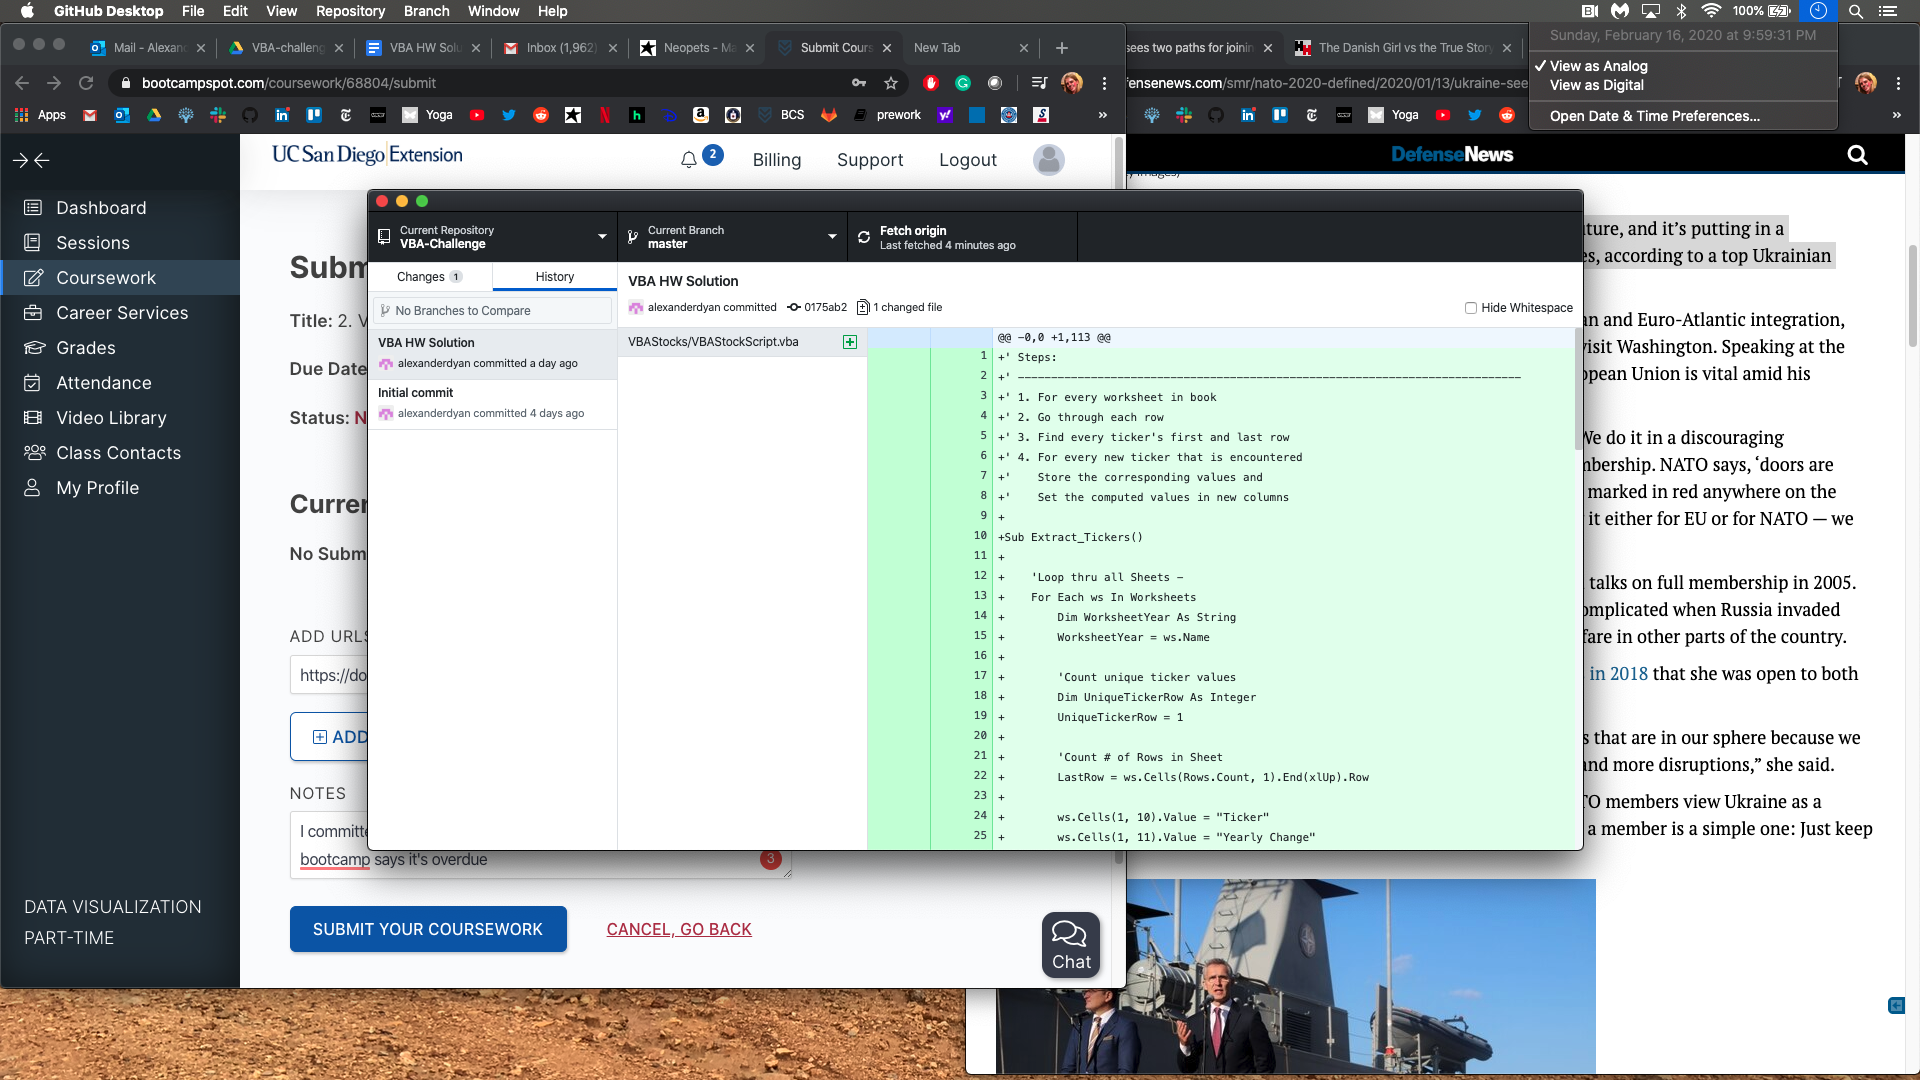 GitHub Desktop File Edit View Repository Branch Window Help
100%
Sunday, February 16, 2020 at 9:59:31 PM
✓ View as Analog
View as Digital
Open Date & Time Preferences...
Mail - Alexan
VBA-challeng
VBA HW Solu
Inbox (1,962)
Neopets - M
Submit Cours
New Tab
sees two paths for joinin
The Danish Girl vs the True Story
bootcampspot.com/coursework/68804/submit
fensenews.com/smr/nato-2020-defined/2020/01/13/ukraine-see
Apps
Yoga
BCS
prework
»
Yoga
»
UC San Diego Extension
2
Billing
Support
Logout
DefenseNews
Dashboard
Sessions
Coursework
Career Services
Grades
Attendance
Video Library
Class Contacts
My Profile
DATA VISUALIZATION
PART-TIME
Subm
Title: 2. V
Due Date
Status: N
Curren
No Subm
ADD URLS
https://do
ADD
NOTES
I committe
bootcamp says it's overdue
3
SUBMIT YOUR COURSEWORK
CANCEL, GO BACK
Chat
Current Repository
VBA-Challenge
Current Branch
master
Fetch origin
Last fetched 4 minutes ago
Changes 1
History
No Branches to Compare
VBA HW Solution
alexanderdyan committed a day ago
Initial commit
alexanderdyan committed 4 days ago
VBA HW Solution
alexanderdyan committed 0175ab2 1 changed file
Hide Whitespace
VBAStocks/VBAStockScript.vba
@@ -0,0 +1,113 @@
1 +' Steps:
2 +' ----------------------------------------------------------------------------
3 +' 1. For every worksheet in book
4 +' 2. Go through each row
5 +' 3. Find every ticker's first and last row
6 +' 4. For every new ticker that is encountered
7 +'    Store the corresponding values and
8 +'    Set the computed values in new columns
9 +
10 +Sub Extract_Tickers()
11 +
12 +    'Loop thru all Sheets -
13 +    For Each ws In Worksheets
14 +        Dim WorksheetYear As String
15 +        WorksheetYear = ws.Name
16 +
17 +        'Count unique ticker values
18 +        Dim UniqueTickerRow As Integer
19 +        UniqueTickerRow = 1
20 +
21 +        'Count # of Rows in Sheet
22 +        LastRow = ws.Cells(Rows.Count, 1).End(xlUp).Row
23 +
24 +        ws.Cells(1, 10).Value = "Ticker"
25 +        ws.Cells(1, 11).Value = "Yearly Change"
uture, and it's putting in a
es, according to a top Ukrainian
an and Euro-Atlantic integration,
visit Washington. Speaking at the
opean Union is vital amid his
We do it in a discouraging
mbership. NATO says, 'doors are
marked in red anywhere on the
it either for EU or for NATO — we
talks on full membership in 2005.
omplicated when Russia invaded
fare in other parts of the country.
in 2018 that she was open to both
s that are in our sphere because we
and more disruptions," she said.
TO members view Ukraine as a
a member is a simple one: Just keep